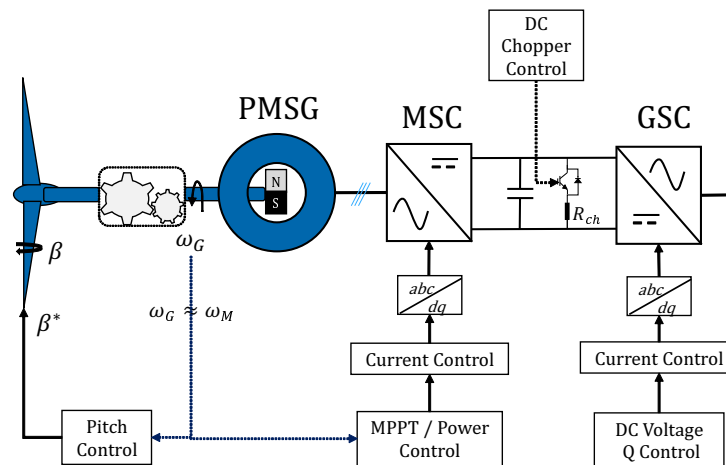 DC
Chopper
Control
PMSG
MSC
GSC
N
S
R_ch
β
ω_G
ω_G ≈ ω_M
β*
abc
dq
abc
dq
Current Control
Current Control
Pitch
Control
MPPT / Power
Control
DC Voltage
Q Control